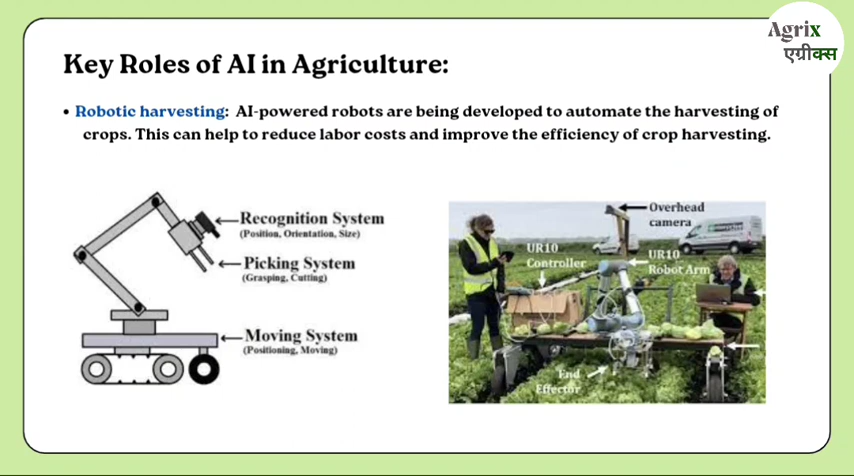 Agrix
एग्रीक्स
Key Roles of AI in Agriculture:
• Robotic harvesting: AI-powered robots are being developed to automate the harvesting of
crops. This can help to reduce labor costs and improve the efficiency of crop harvesting.
Recognition System
(Position, Orientation, Size)
Picking System
(Grasping, Cutting)
Moving System
(Positioning, Moving)
Overhead
camera
UR10
Controller
UR10
Robot Arm
End
Effector